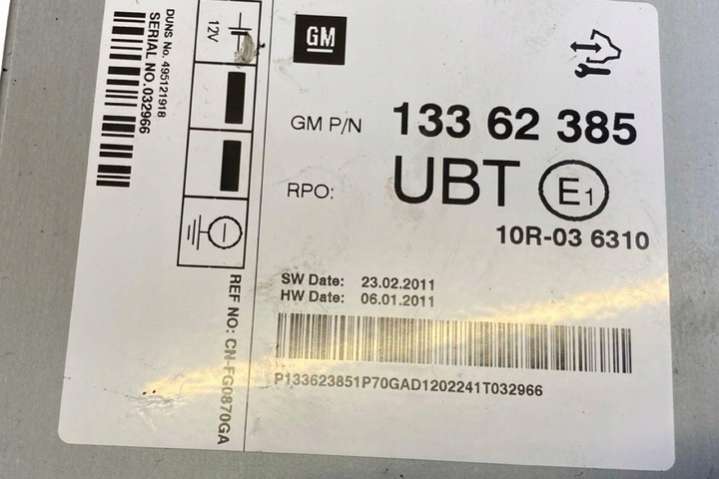 DUNS No. 495121918
SERIAL NO. 032966
12V
REF NO: CN-FG0870GA
GM
GM P/N 133 62 385
RPO: UBT E1
10R-03 6310
SW Date: 23.02.2011
HW Date: 06.01.2011
P133623851P70GAD1202241T032966